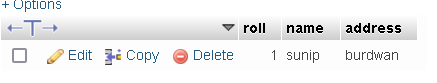 + Options
roll name address
Edit Copy Delete 1 sunip burdwan